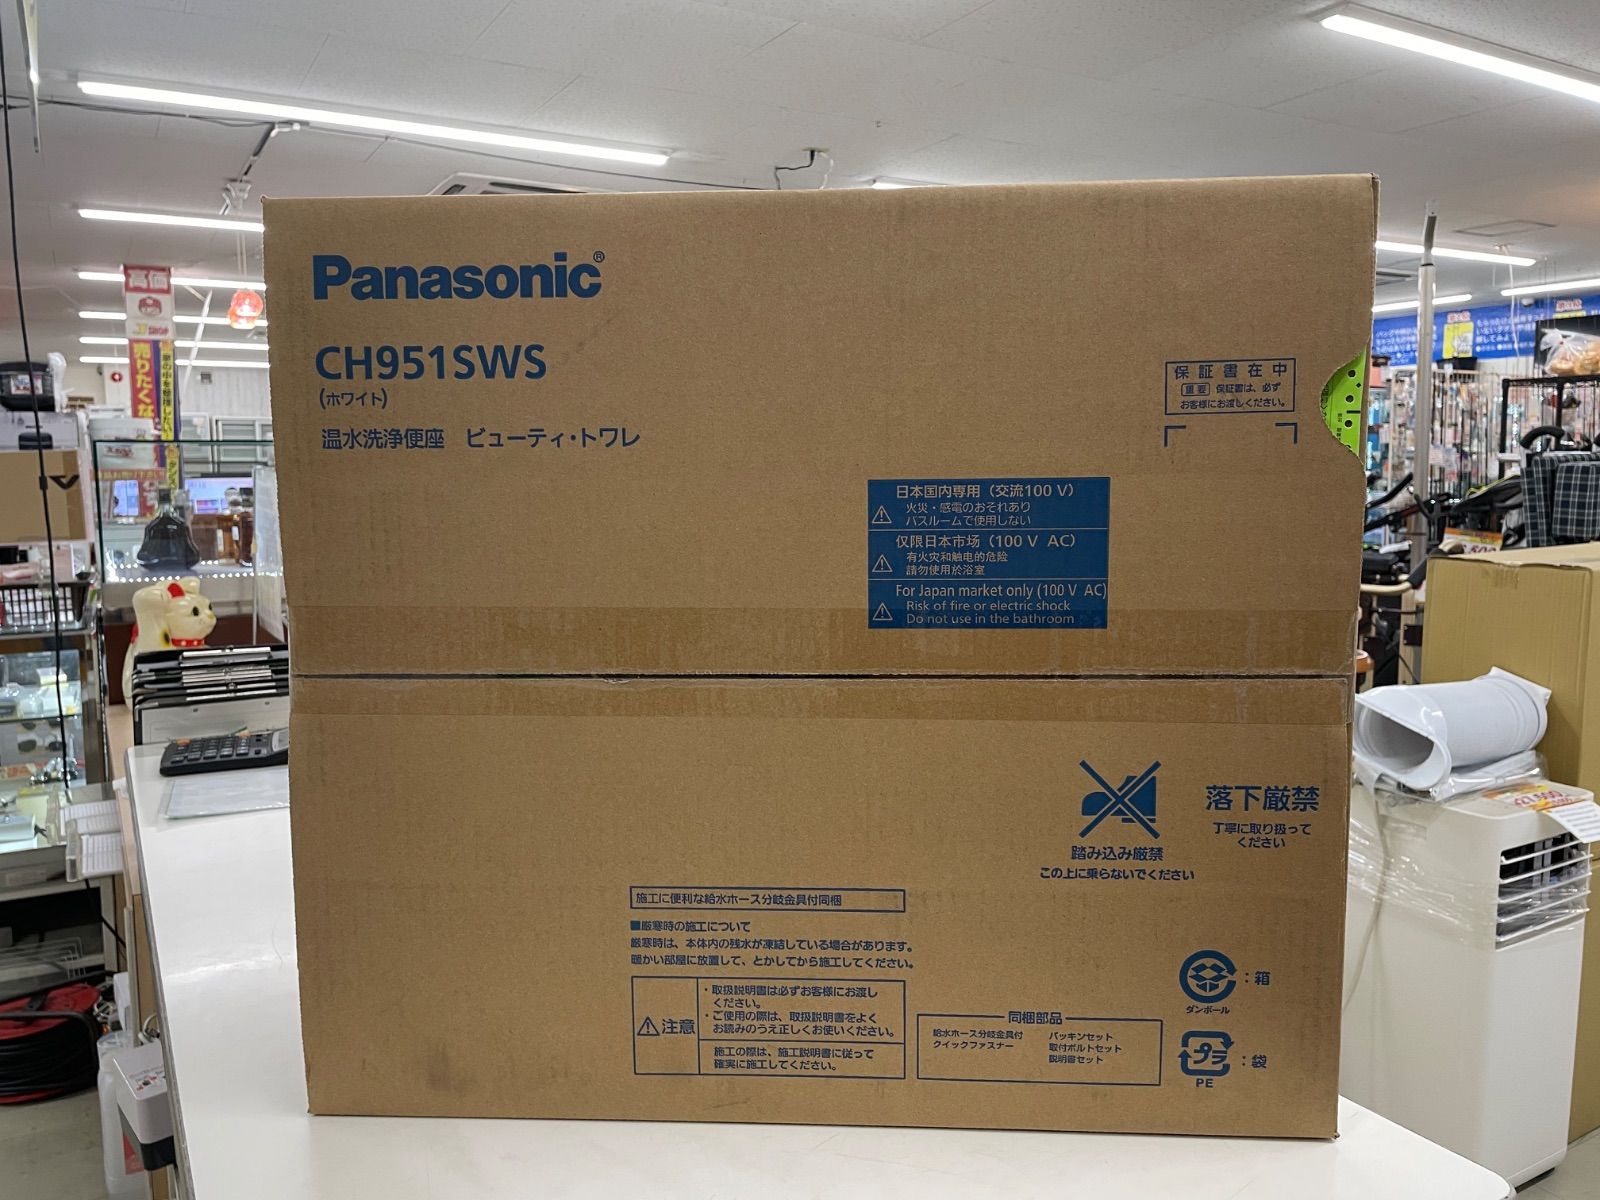 Panasonic®
CH951SWS
(ホワイト)
温水洗浄便座 ビューティ・トワレ
保証書在中
重要 保証書は、必ず
お客様にお渡しください。
日本国内専用（交流100 V）
火災・感電のおそれあり
バスルームで使用しない
仅限日本市场（100 V AC）
有火灾和触电的危险
請勿使用於浴室
For Japan market only (100 V AC)
Risk of fire or electric shock
Do not use in the bathroom
踏み込み厳禁
この上に乗らないでください
落下厳禁
丁寧に取り扱って
ください
施工に便利な給水ホース分岐金具付同梱
■厳寒時の施工について
厳寒時は、本体内の残水が凍結している場合があります。
暖かい部屋に放置して、とかしてから施工してください。
注意
・取扱説明書は必ずお客様にお渡し
ください。
・ご使用の際は、取扱説明書をよく
お読みのうえ正しくお使いください。
施工の際は、施工説明書に従って
確実に施工してください。
同梱部品
給水ホース分岐金具付
クイックファスナー
パッキンセット
取付ボルトセット
説明書セット
ダンボール
：箱
プラ
：袋
PE
高価
売りたくな